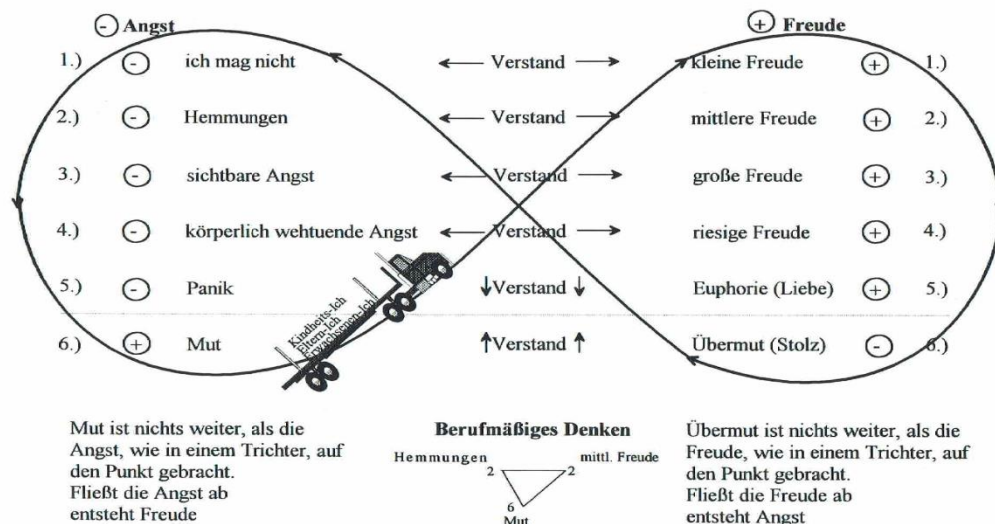 - Angst
+ Freude
1.) - ich mag nicht ← Verstand → kleine Freude + 1.)
2.) - Hemmungen ← Verstand → mittlere Freude + 2.)
3.) - sichtbare Angst ← Verstand → große Freude + 3.)
4.) - körperlich wehtuende Angst ← Verstand → riesige Freude + 4.)
5.) - Panik ↓Verstand ↓ Euphorie (Liebe) + 5.)
6.) + Mut ↑Verstand ↑ Übermut (Stolz) - 6.)
Kindheits-Ich
Eltern-Ich
Erwachsenen-Ich
Mut ist nichts weiter, als die
Angst, wie in einem Trichter, auf
den Punkt gebracht.
Fließt die Angst ab
entsteht Freude
Berufmäßiges Denken
Hemmungen mittl. Freude
2 2
6
Mut
Übermut ist nichts weiter, als die
Freude, wie in einem Trichter, auf
den Punkt gebracht.
Fließt die Freude ab
entsteht Angst